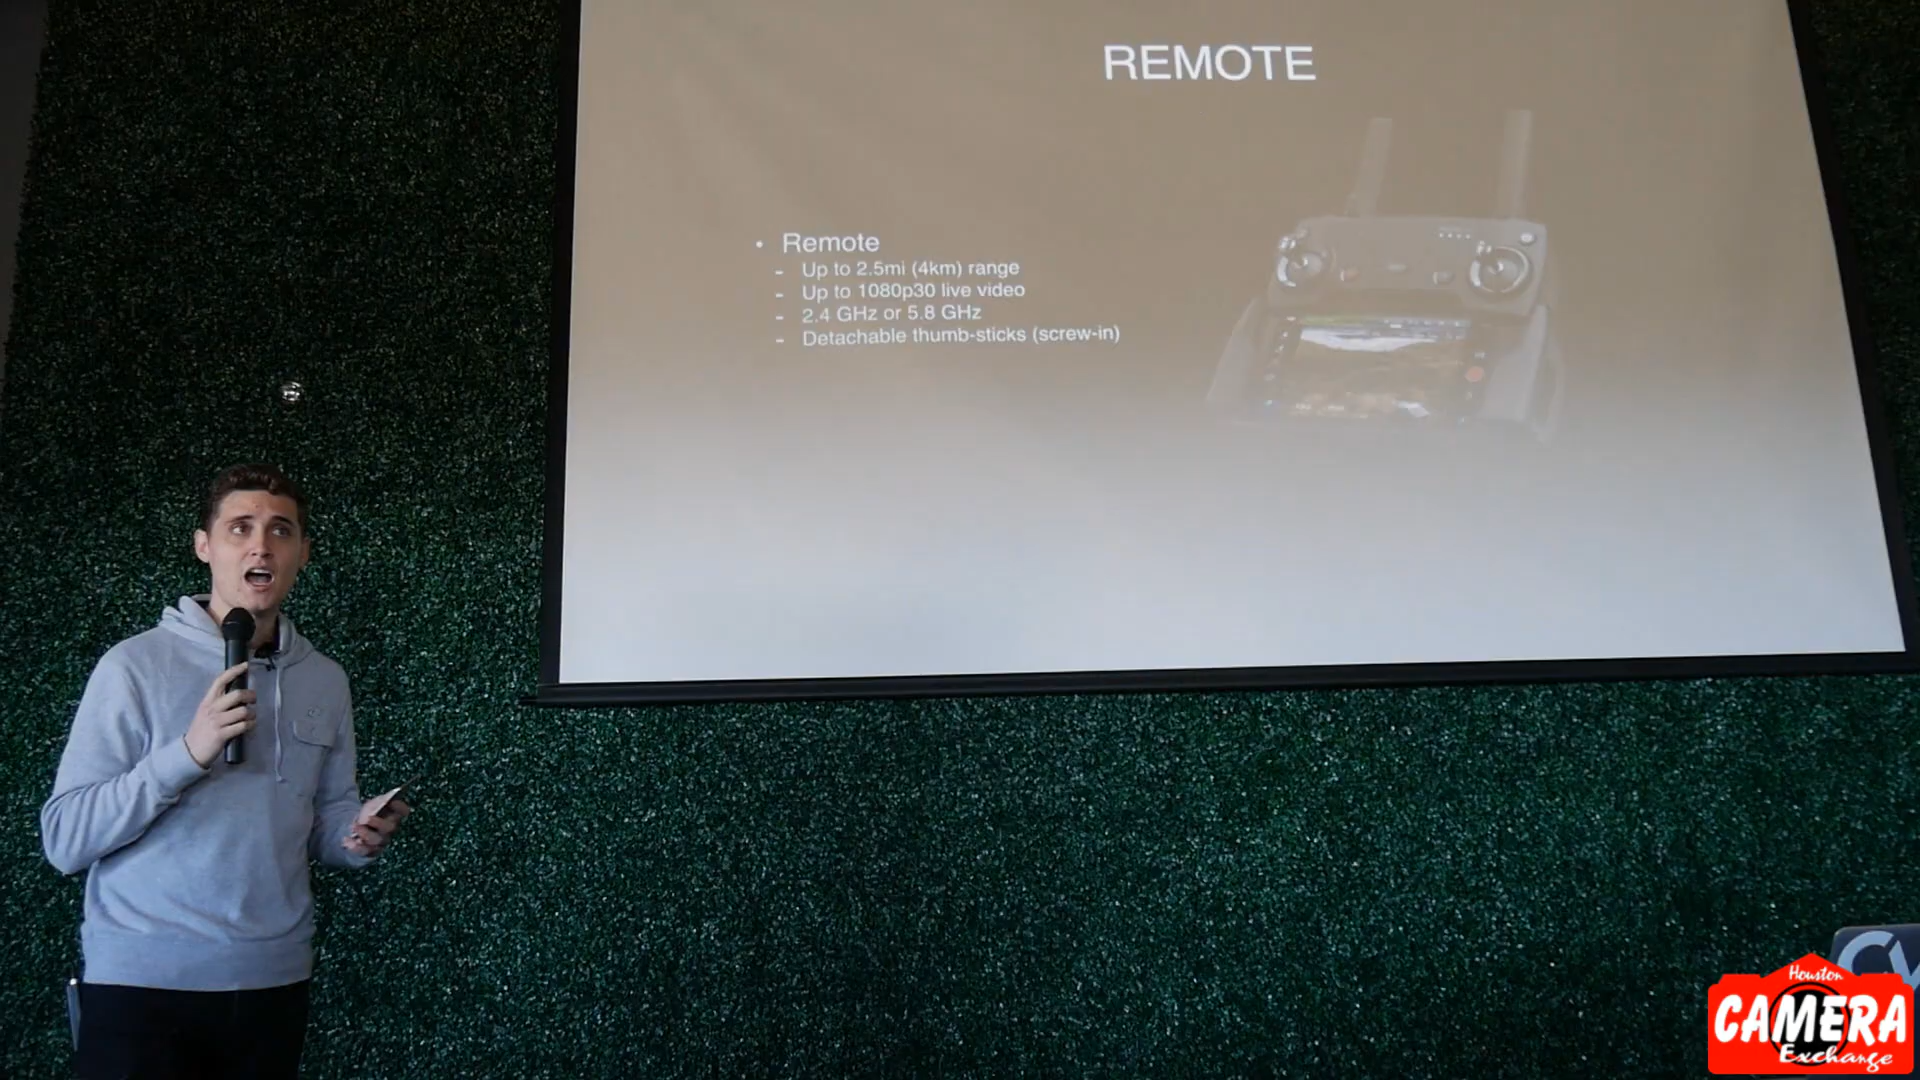 REMOTE
• Remote
- Up to 2.5mi (4km) range
- Up to 1080p30 live video
- 2.4 GHz or 5.8 GHz
- Detachable thumb-sticks (screw-in)
Houston
CAMERA
Exchange